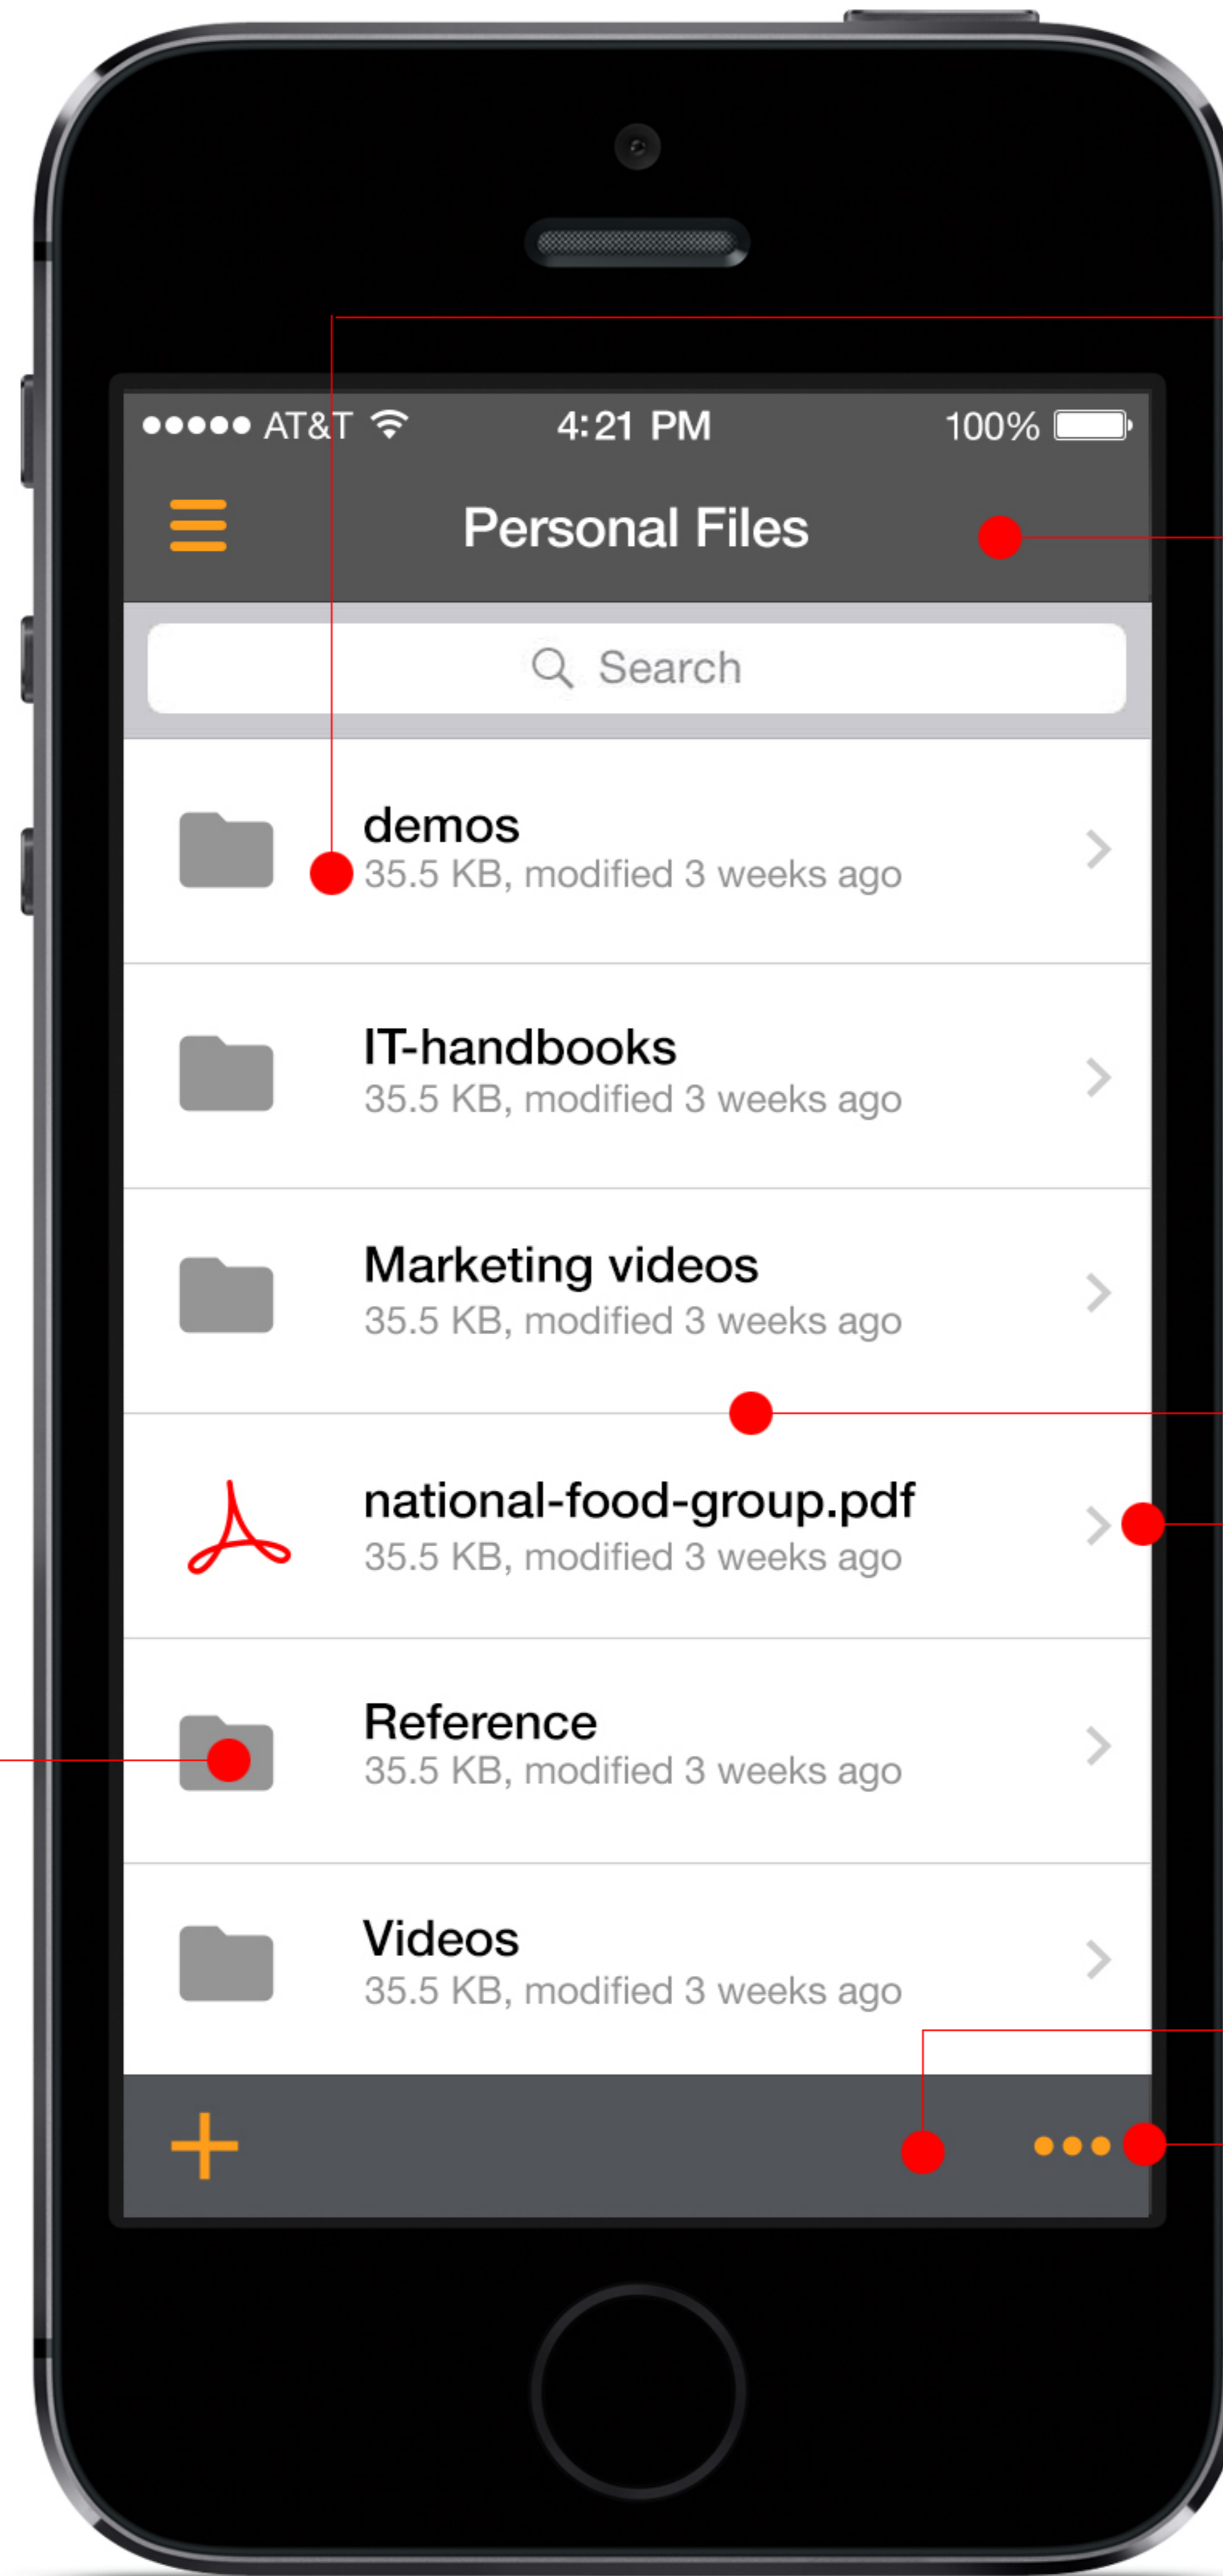 AT&T 4:21 PM 100%
Personal Files
Search
demos
35.5 KB, modified 3 weeks ago
IT-handbooks
35.5 KB, modified 3 weeks ago
Marketing videos
35.5 KB, modified 3 weeks ago
national-food-group.pdf
35.5 KB, modified 3 weeks ago
Reference
35.5 KB, modified 3 weeks ago
Videos
35.5 KB, modified 3 weeks ago